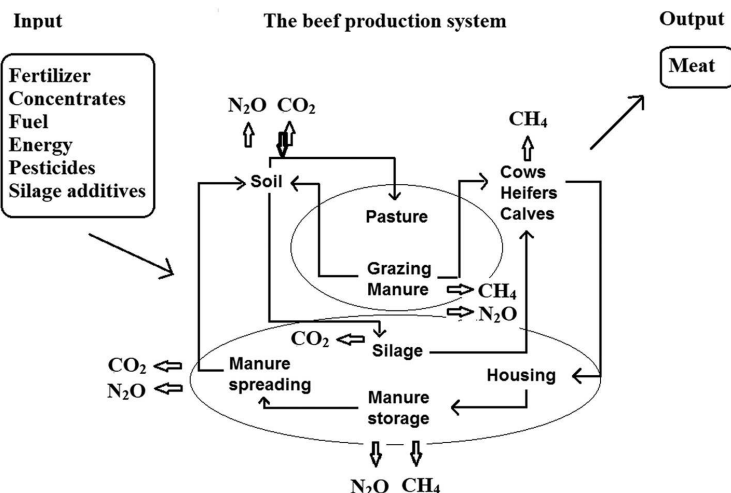 Input
The beef production system
Output
Fertilizer
Concentrates
Fuel
Energy
Pesticides
Silage additives
Meat
N₂O CO₂
CH₄
Soil
Cows
Heifers
Calves
Pasture
Grazing
Manure
CH₄
N₂O
CO₂
Silage
CO₂
N₂O
Manure
spreading
Housing
Manure
storage
N₂O CH₄